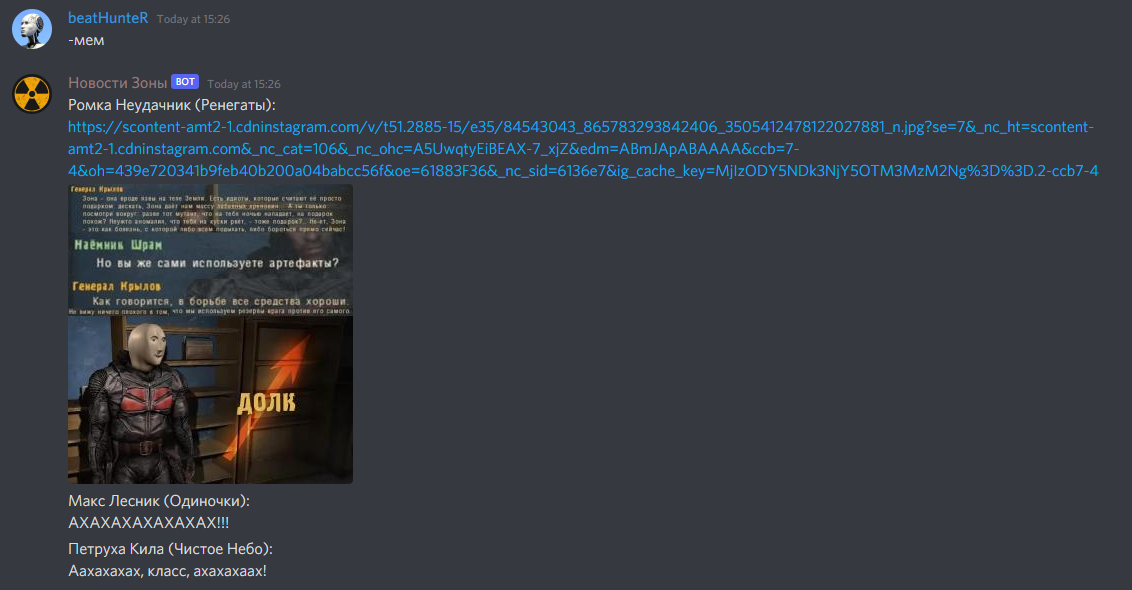 beatHunteR Today at 15:26
-мем
Новости Зоны BOT Today at 15:26
Ромка Неудачник (Ренегаты):
https://scontent-amt2-1.cdninstagram.com/v/t51.2885-15/e35/84543043_865783293842406_3505412478122027881_n.jpg?se=7&_nc_ht=scontent-
amt2-1.cdninstagram.com&_nc_cat=106&_nc_ohc=A5UwqtyEiBEAX-7_xjZ&edm=ABmJApABAAAA&ccb=7-
4&oh=439e720341b9feb40b200a04babcc56f&oe=61883F36&_nc_sid=6136e7&ig_cache_key=MjIzODY5NDk3NjY5OTM3MzM2Ng%3D%3D.2-ccb7-4
Генерал Крылов
Зона - она вроде язвы на теле Земли. Есть идиоты, которые считают её просто
подарком: дескать, Зона даёт нам массу забавных хреновин. А ты только
посмотри вокруг: разве тот мутант, что на тебя ночью нападает, на подарок
похож? Неужто аномалия, что тебя на куски рвёт, - тоже подарок?.. Не-ет, Зона
- это как болезнь, с которой либо всем подыхать, либо бороться прямо сейчас!
Наёмник Шрам
Но вы же сами используете артефакты?
Генерал Крылов
Как говорится, в борьбе все средства хороши.
Не вижу ничего плохого в том, что мы используем резервы врага против его самого.
ДОЛК
Макс Лесник (Одиночки):
АХАХАХАХАХАХАХ!!!
Петруха Кила (Чистое Небо):
Аахахахах, класс, ахахахаах!